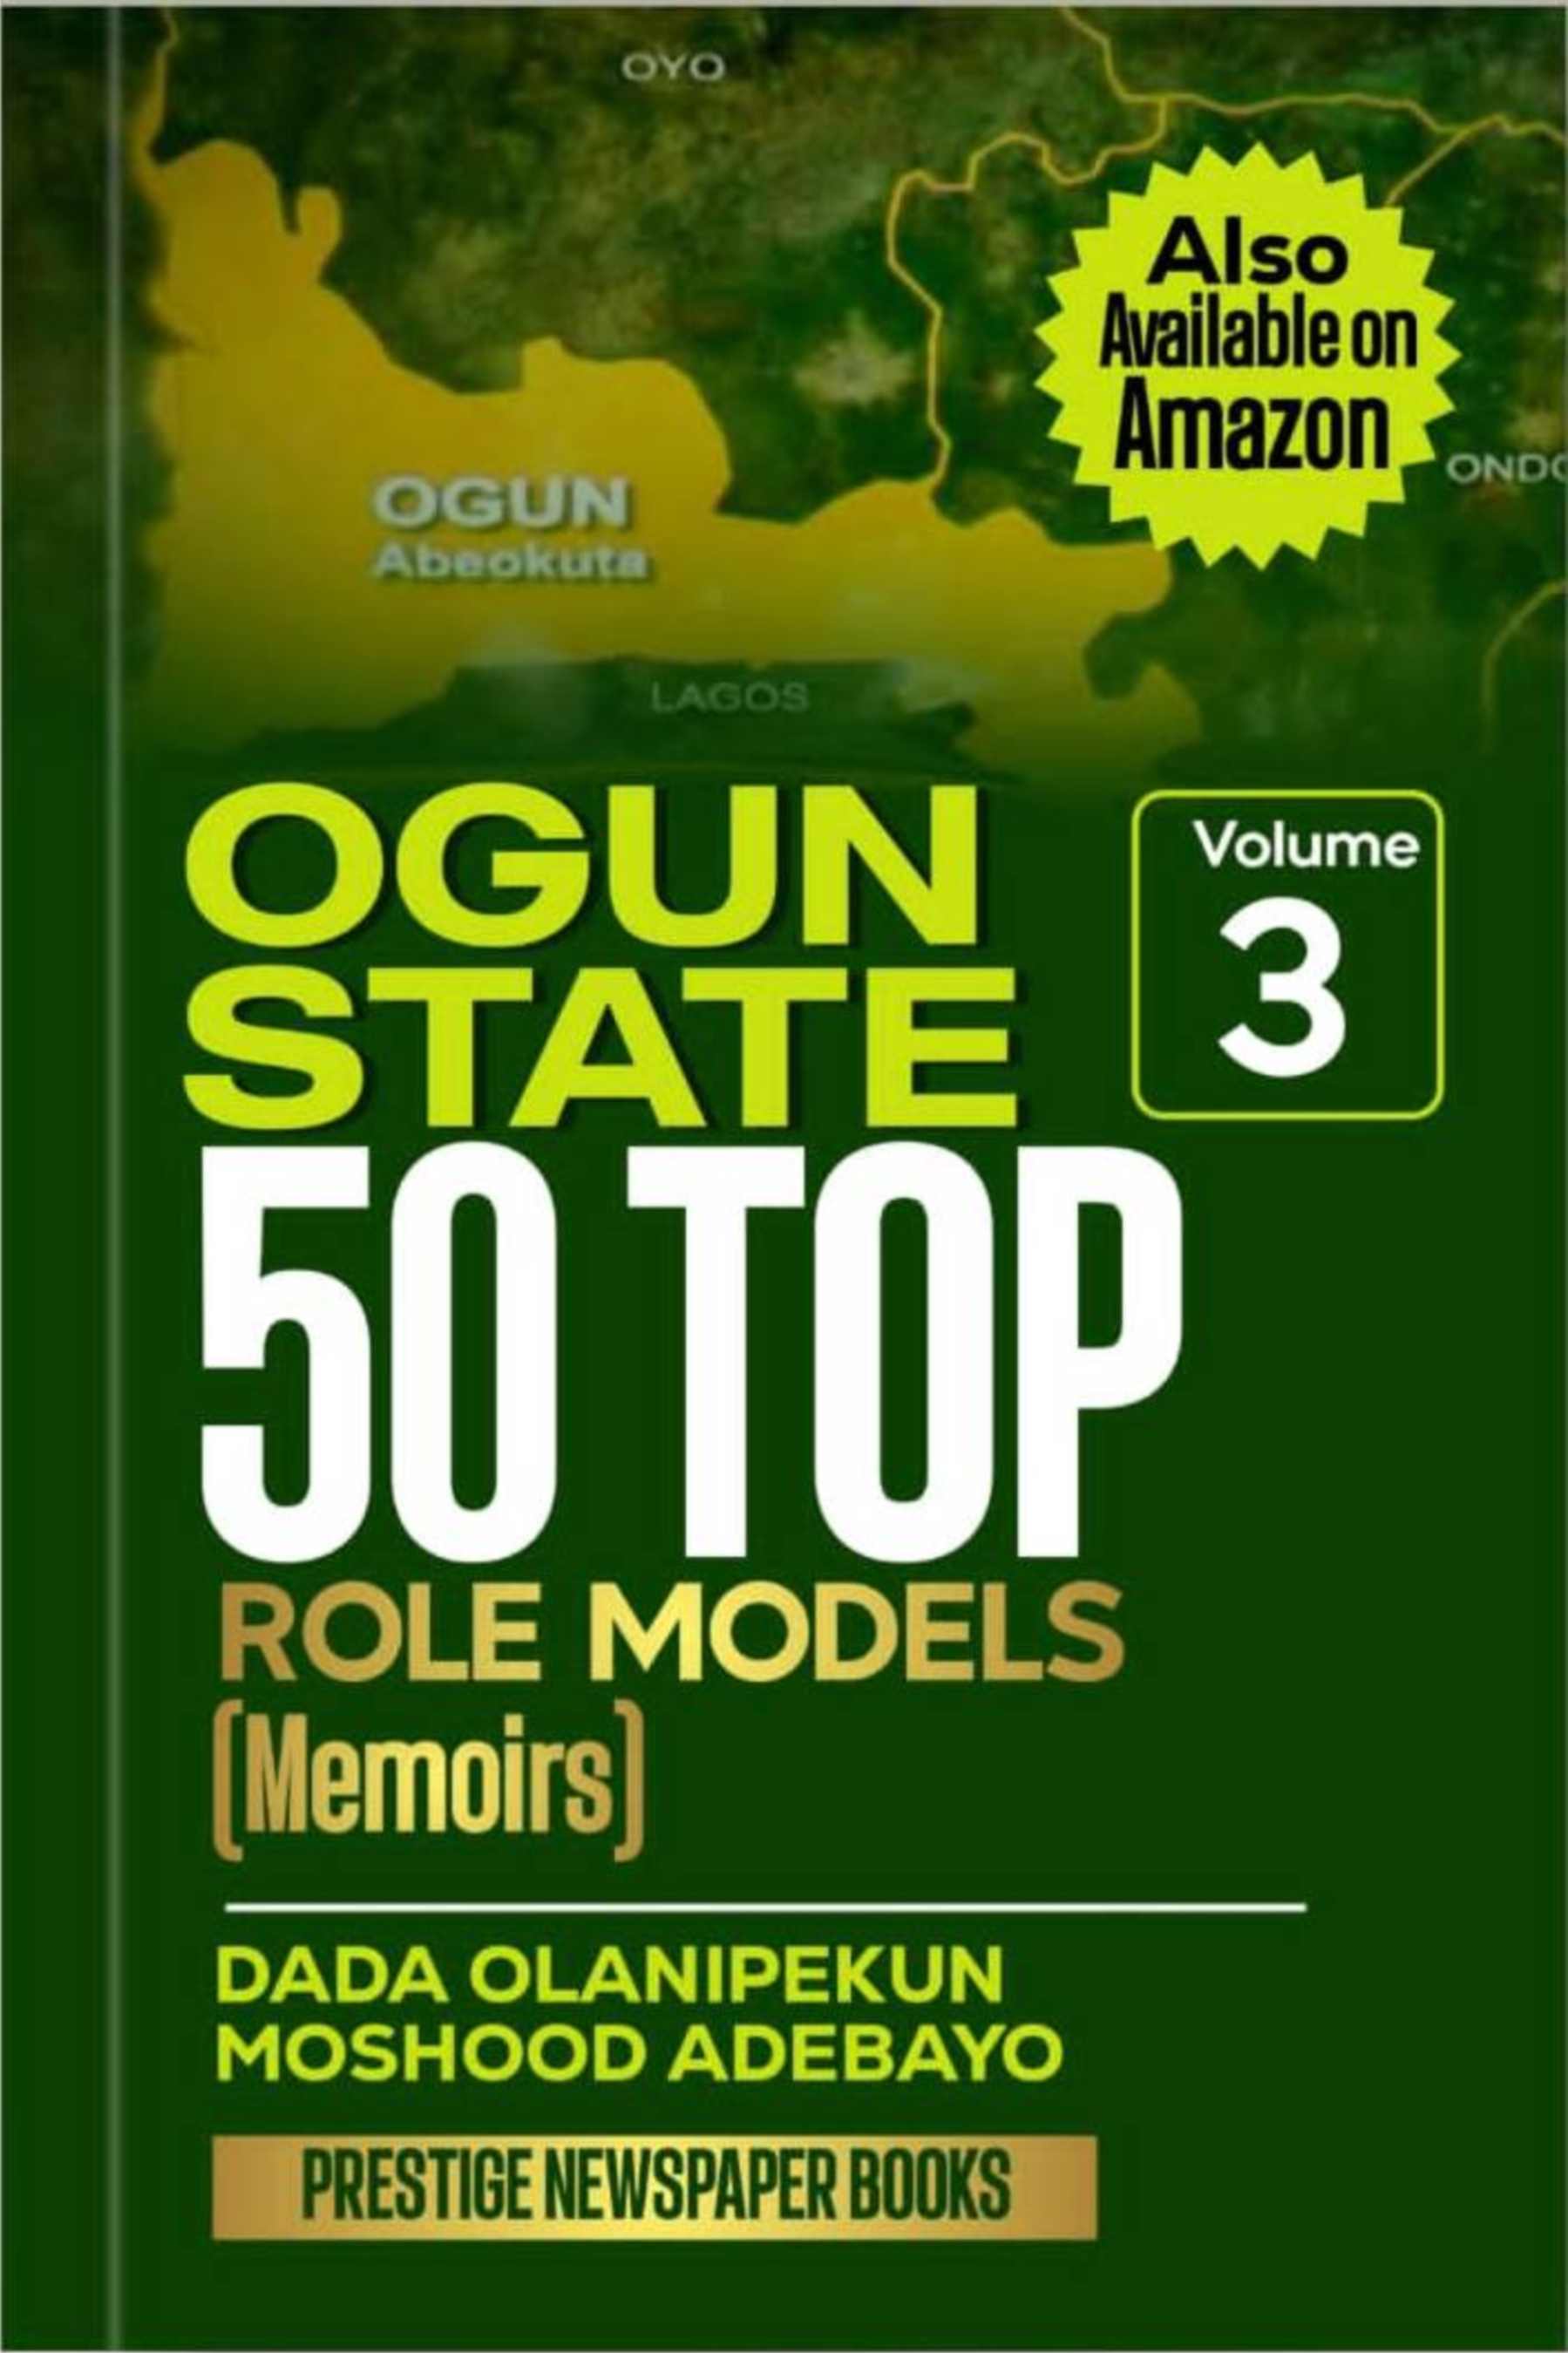 OYO
Also
Available on
Amazon
OGUN
Abeokuta
LAGOS
OGUN
STATE
Volume
3
50 TOP
ROLE MODELS
(Memoirs)
DADA OLANIPEKUN
MOSHOOD ADEBAYO
PRESTIGE NEWSPAPER BOOKS